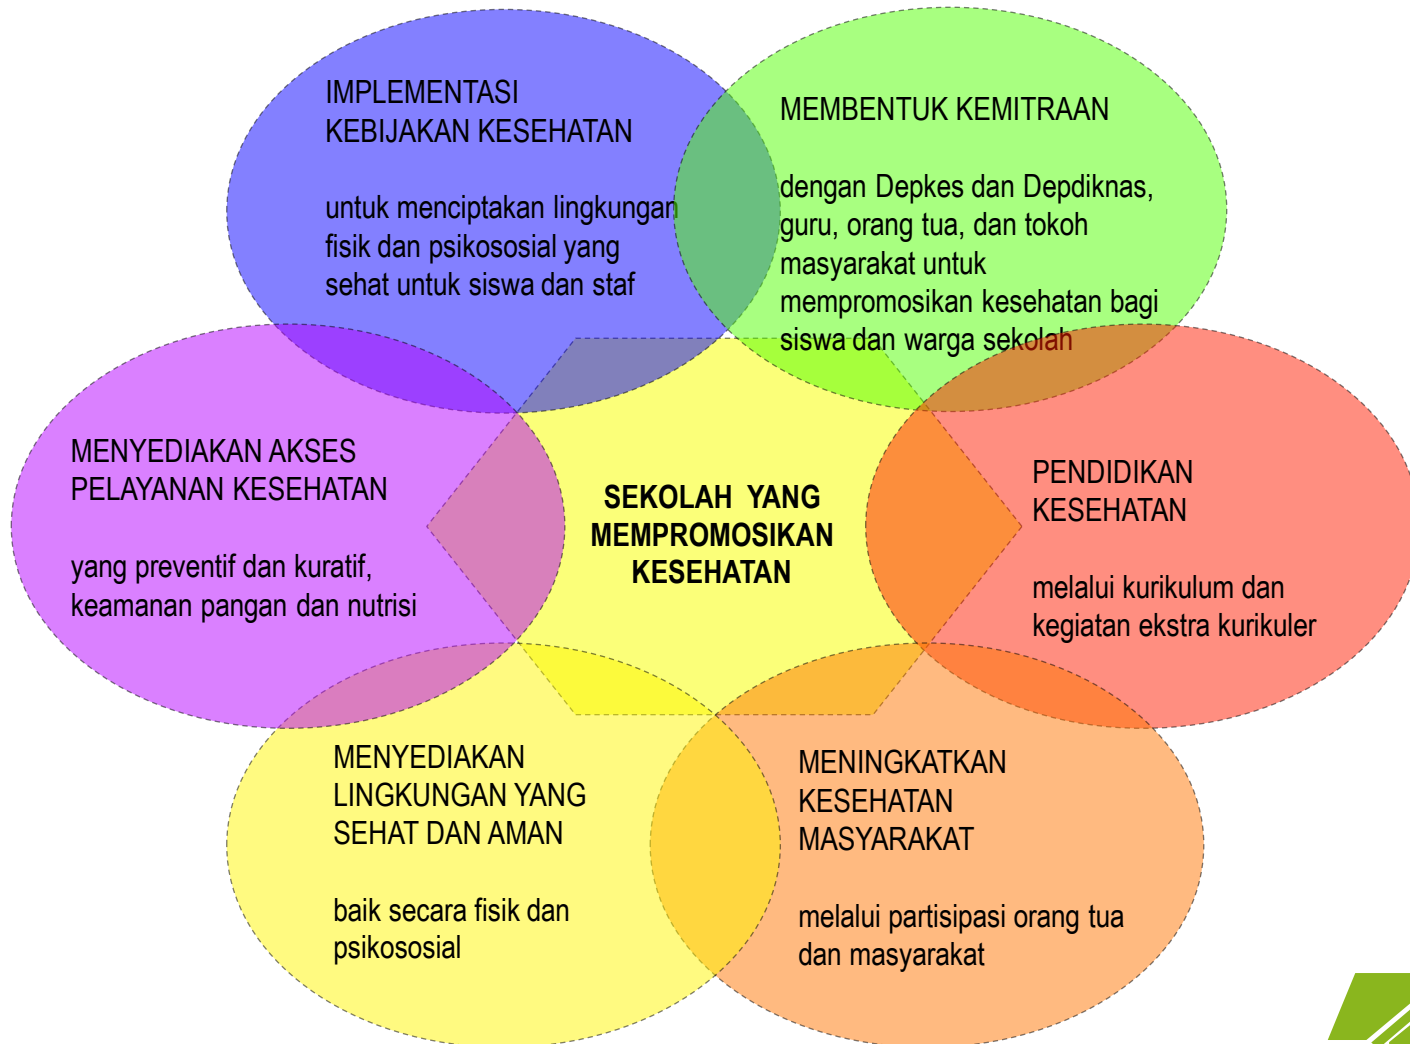 IMPLEMENTASI
KEBIJAKAN KESEHATAN
untuk menciptakan lingkungan
fisik dan psikososial yang
sehat untuk siswa dan staf
MEMBENTUK KEMITRAAN
dengan Depkes dan Depdiknas,
guru, orang tua, dan tokoh
masyarakat untuk
mempromosikan kesehatan bagi
siswa dan warga sekolah
MENYEDIAKAN AKSES
PELAYANAN KESEHATAN
yang preventif dan kuratif,
keamanan pangan dan nutrisi
SEKOLAH YANG
MEMPROMOSIKAN
KESEHATAN
PENDIDIKAN
KESEHATAN
melalui kurikulum dan
kegiatan ekstra kurikuler
MENYEDIAKAN
LINGKUNGAN YANG
SEHAT DAN AMAN
baik secara fisik dan
psikososial
MENINGKATKAN
KESEHATAN
MASYARAKAT
melalui partisipasi orang tua
dan masyarakat